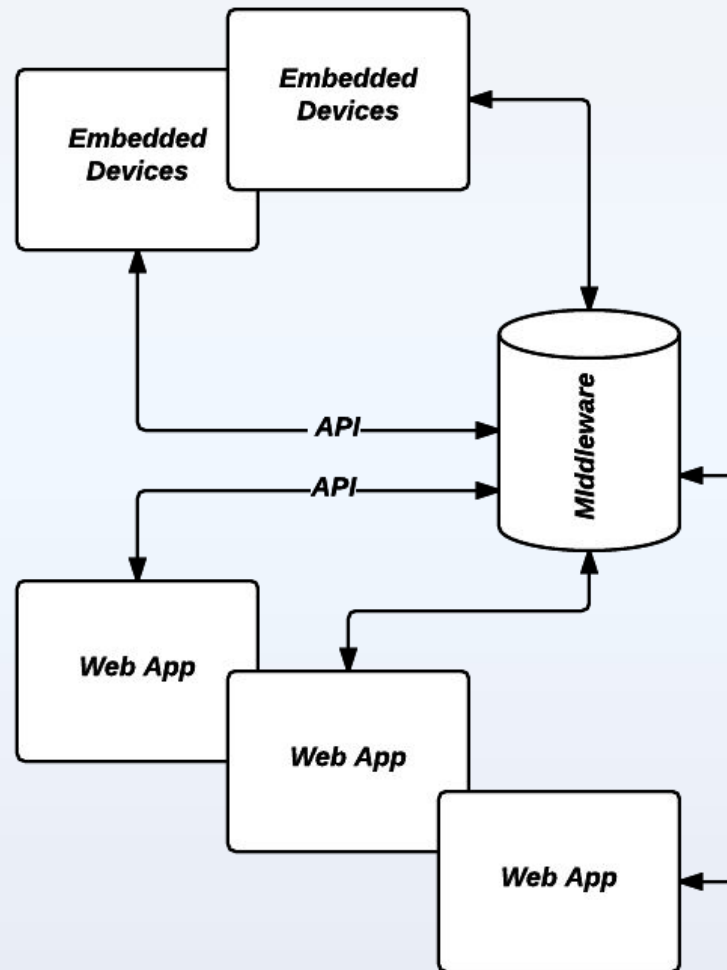 Embedded
Devices
Embedded
Devices
Middleware
API
API
Web App
Web App
Web App